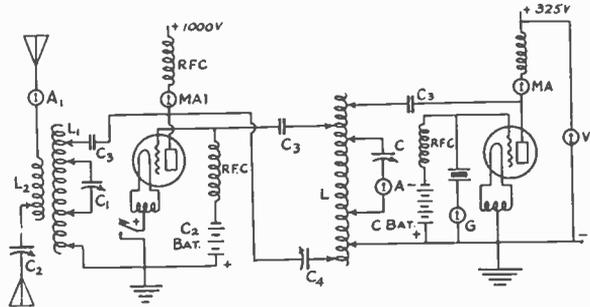 +1000V
RFC
MA1
A1
L1
C3
L2
C1
C2
+
RFC
C2
BAT.
+
C3
C4
L
+325V
MA
C3
C
A~
RFC
C BAT.
+
G
V
-